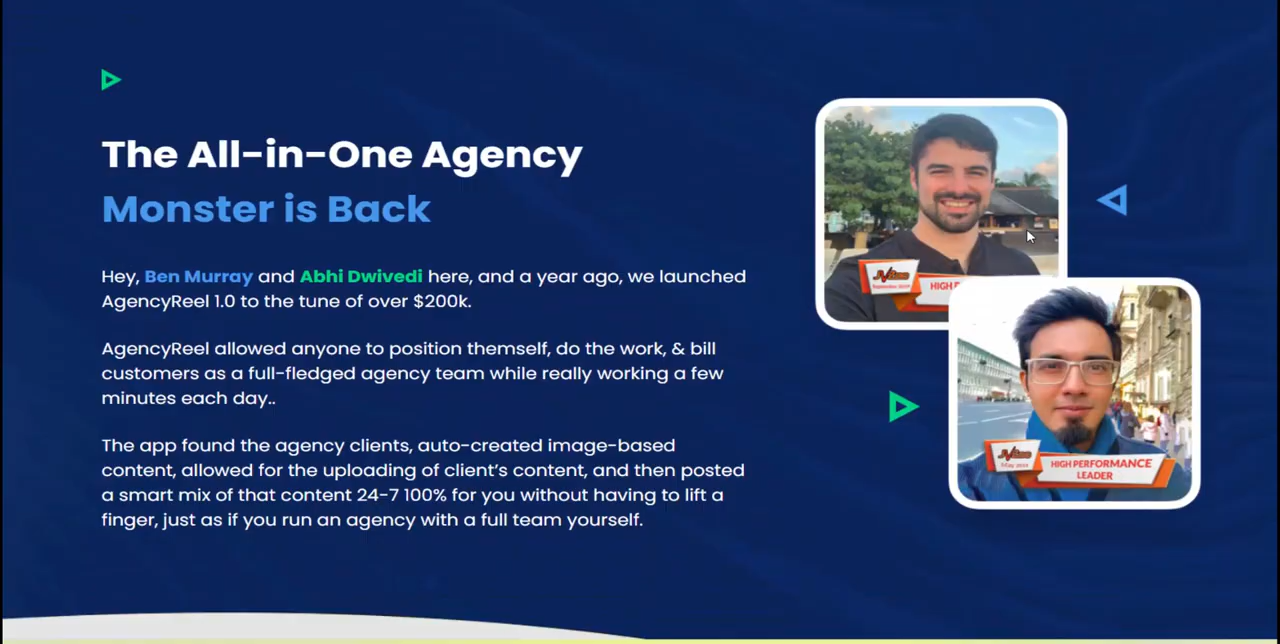 The All-in-One Agency
Monster is Back
Hey, Ben Murray and Abhi Dwivedi here, and a year ago, we launched
AgencyReel 1.0 to the tune of over $200k.
AgencyReel allowed anyone to position themself, do the work, & bill
customers as a full-fledged agency team while really working a few
minutes each day..
The app found the agency clients, auto-created image-based
content, allowed for the uploading of client's content, and then posted
a smart mix of that content 24-7 100% for you without having to lift a
finger, just as if you run an agency with a full team yourself.
HIGH
HIGH PERFORMANCE
LEADER